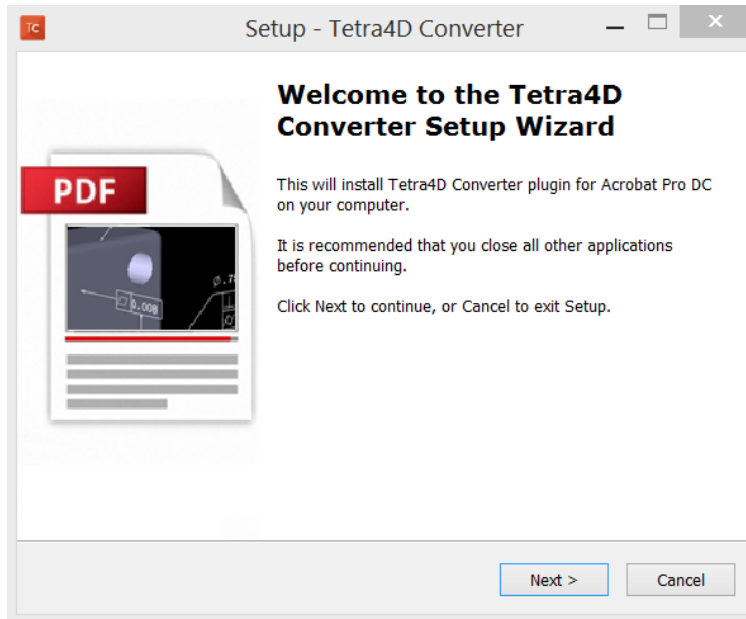 TC
Setup - Tetra4D Converter
Welcome to the Tetra4D
Converter Setup Wizard
PDF
This will install Tetra4D Converter plugin for Acrobat Pro DC
on your computer.
It is recommended that you close all other applications
before continuing.
0.008
Click Next to continue, or Cancel to exit Setup.
Next >
Cancel